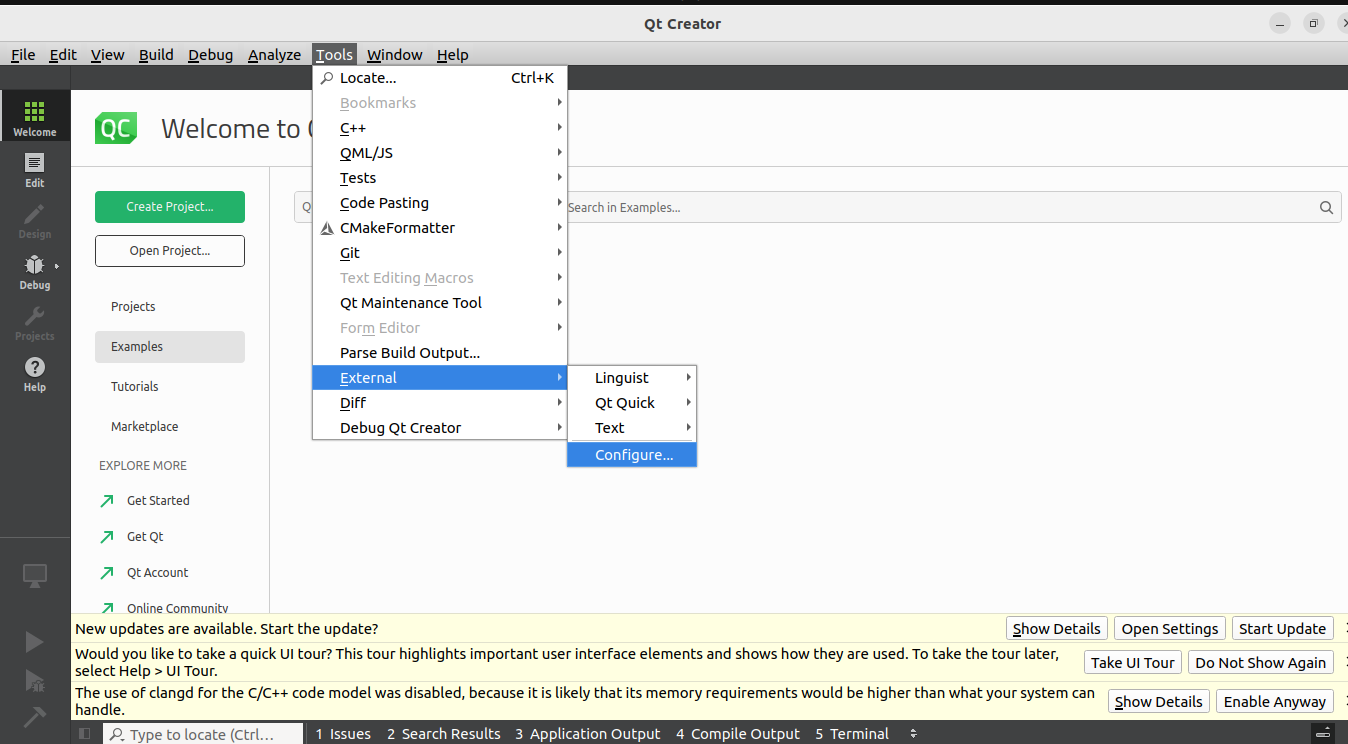 Qt Creator
File Edit View Build Debug Analyze Tools Window Help
Locate... Ctrl+K
Bookmarks
C++
QML/JS
Tests
Code Pasting
CMakeFormatter
Git
Text Editing Macros
Qt Maintenance Tool
Form Editor
Parse Build Output...
External
Diff
Debug Qt Creator
Linguist
Qt Quick
Text
Configure...
Welcome
Edit
Design
Debug
Projects
Help
QC
Welcome to
Create Project...
Open Project...
Projects
Examples
Tutorials
Marketplace
EXPLORE MORE
Get Started
Get Qt
Qt Account
Online Community
Search in Examples...
New updates are available. Start the update? Show Details Open Settings Start Update
Would you like to take a quick UI tour? This tour highlights important user interface elements and shows how they are used. To take the tour later,
select Help > UI Tour. Take UI Tour Do Not Show Again
The use of clangd for the C/C++ code model was disabled, because it is likely that its memory requirements would be higher than what your system can
handle. Show Details Enable Anyway
Type to locate (Ctrl... 1 Issues 2 Search Results 3 Application Output 4 Compile Output 5 Terminal